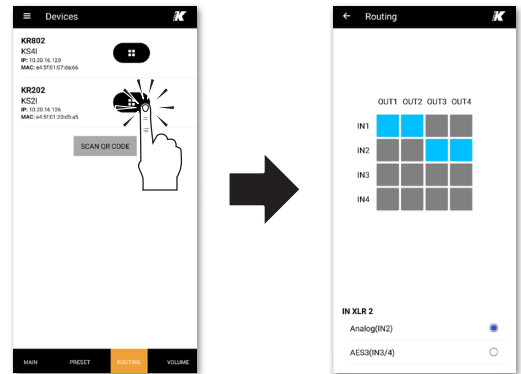 Devices
KR802
KS4I
IP: 10.20.16.120
MAC: e4:5f:01:07:da:66
KR202
KS2I
IP: 10.20.16.136
MAC: e4:5f:01:23:d5:a5
SCAN QR CODE
MAIN PRESET ROUTING VOLUME
Routing
OUT1 OUT2 OUT3 OUT4
IN1
IN2
IN3
IN4
IN XLR 2
Analog(IN2)
AES3(IN3/4)